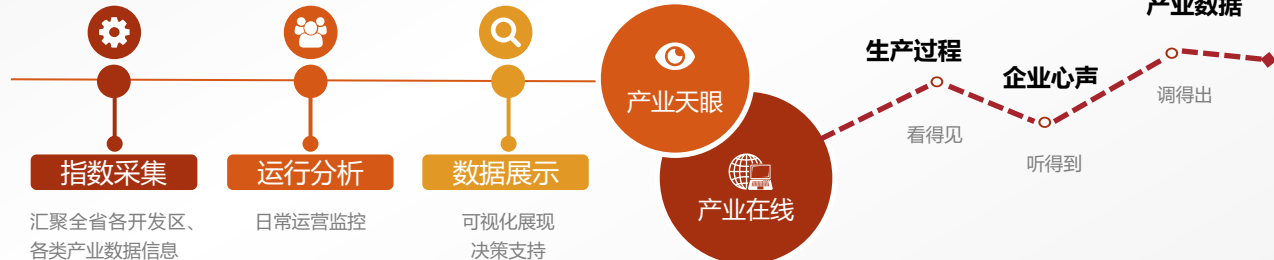 指数采集
汇聚全省各开发区、
各类产业数据信息
运行分析
日常运营监控
数据展示
可视化展现
决策支持
产业天眼
产业在线
生产过程
看得见
企业心声
听得到
产业数据
调得出